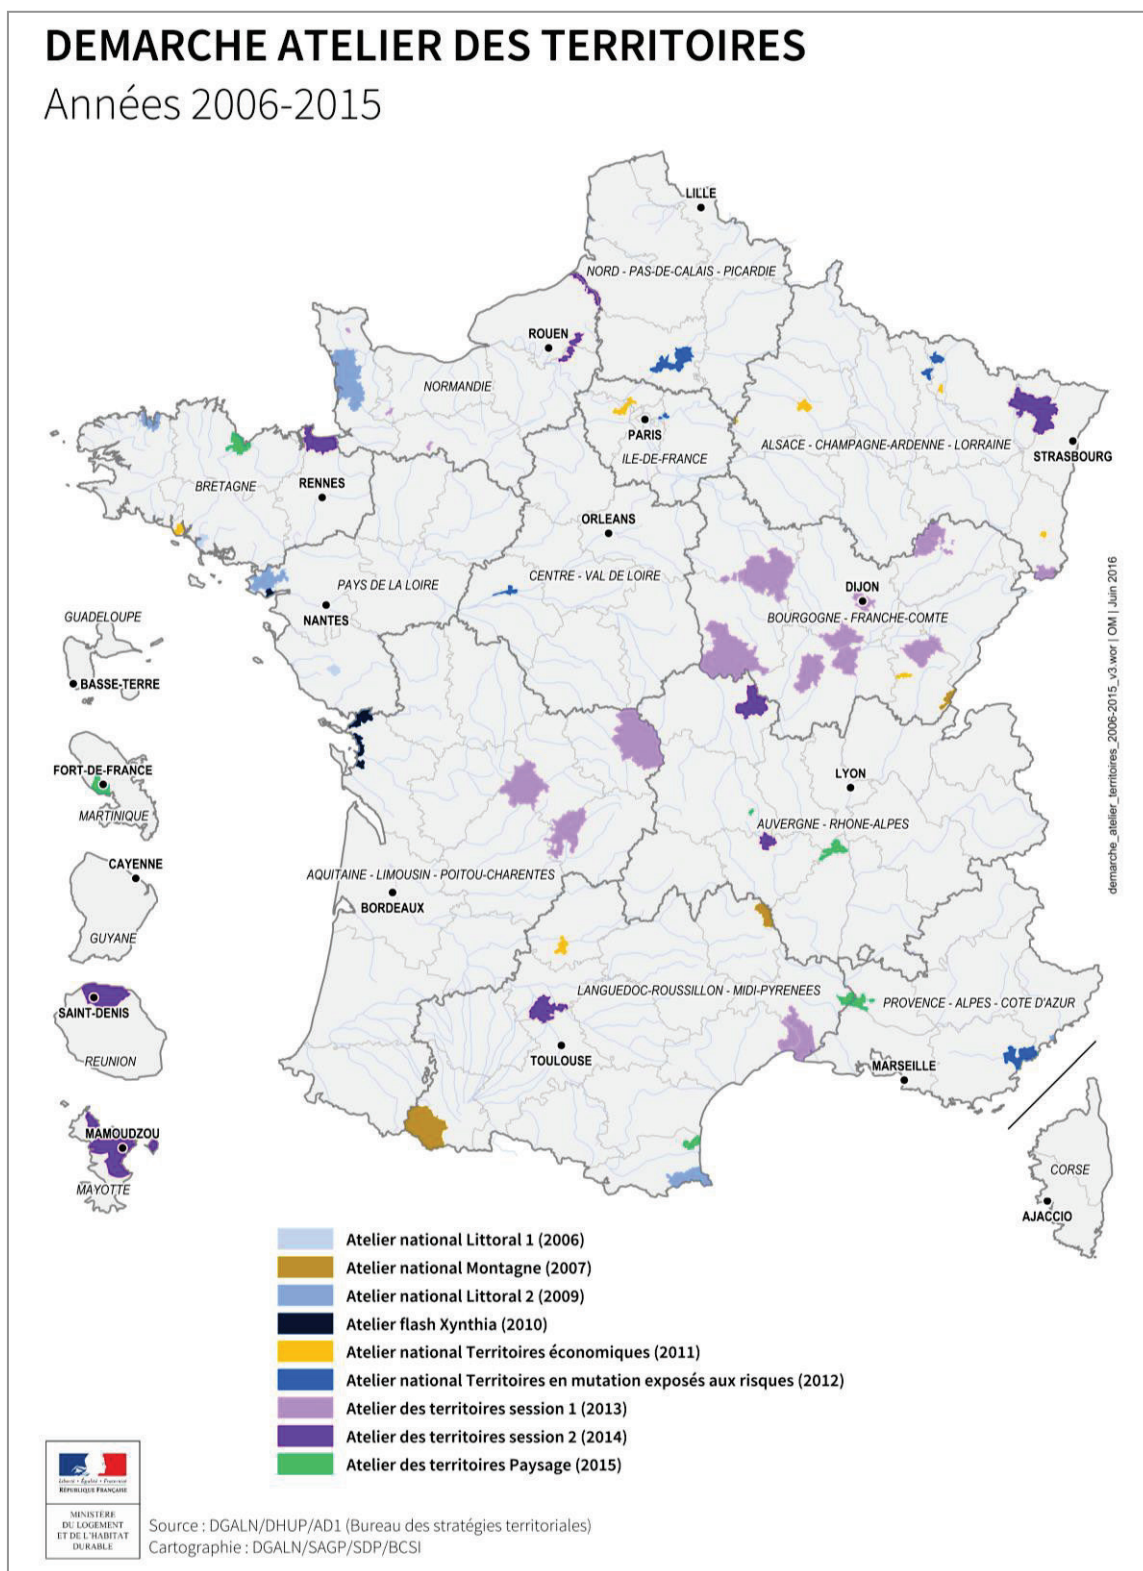 DEMARCHE ATELIER DES TERRITOIRES
Années 2006-2015
LILLE
NORD - PAS-DE-CALAIS - PICARDIE
ROUEN
NORMANDIE
PARIS
ILE-DE-FRANCE
ALSACE - CHAMPAGNE-ARDENNE - LORRAINE
STRASBOURG
BRETAGNE
RENNES
ORLEANS
CENTRE - VAL DE LOIRE
PAYS DE LA LOIRE
NANTES
DIJON
BOURGOGNE - FRANCHE-COMTE
GUADELOUPE
BASSE-TERRE
FORT-DE-FRANCE
MARTINIQUE
LYON
AUVERGNE - RHONE-ALPES
CAYENNE
GUYANE
AQUITAINE - LIMOUSIN - POITOU-CHARENTES
BORDEAUX
SAINT-DENIS
REUNION
LANGUEDOC-ROUSSILLON - MIDI-PYRENEES
TOULOUSE
PROVENCE - ALPES - COTE D'AZUR
MARSEILLE
MAMOUDZOU
MAYOTTE
CORSE
AJACCIO
demarche_atelier_territoires_2006-2015_v3.wor | OM | Juin 2016
Atelier national Littoral 1 (2006)
Atelier national Montagne (2007)
Atelier national Littoral 2 (2009)
Atelier flash Xynthia (2010)
Atelier national Territoires économiques (2011)
Atelier national Territoires en mutation exposés aux risques (2012)
Atelier des territoires session 1 (2013)
Atelier des territoires session 2 (2014)
Atelier des territoires Paysage (2015)
Liberté • Égalité • Fraternité
RÉPUBLIQUE FRANÇAISE
MINISTÈRE
DU LOGEMENT
ET DE L'HABITAT
DURABLE
Source : DGALN/DHUP/AD1 (Bureau des stratégies territoriales)
Cartographie : DGALN/SAGP/SDP/BCSI